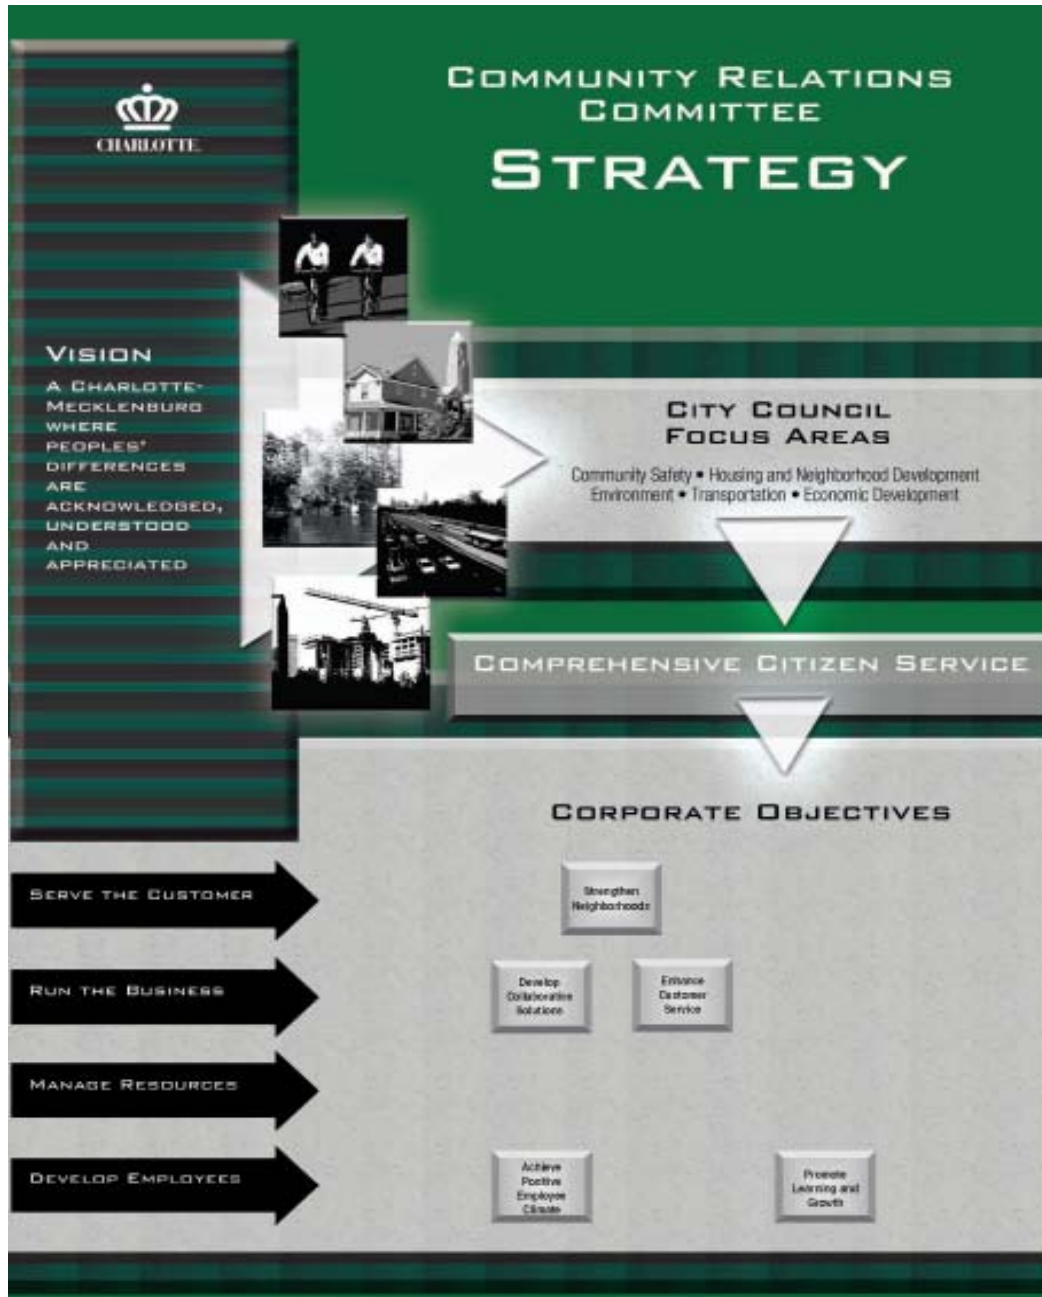 CHARLOTTE.
COMMUNITY RELATIONS
COMMITTEE
STRATEGY
VISION
A CHARLOTTE-
MECKLENBURG
WHERE
PEOPLES'
DIFFERENCES
ARE
ACKNOWLEDGED,
UNDERSTOOD
AND
APPRECIATED
CITY COUNCIL
FOCUS AREAS
Community Safety • Housing and Neighborhood Development
Environment • Transportation • Economic Development
COMPREHENSIVE CITIZEN SERVICE
CORPORATE OBJECTIVES
SERVE THE CUSTOMER
Strengthen
Neighborhoods
RUN THE BUSINESS
Develop
Collaborative
Solutions
Enhance
Customer
Service
MANAGE RESOURCES
DEVELOP EMPLOYEES
Achieve
Positive
Employee
Climate
Promote
Learning and
Growth